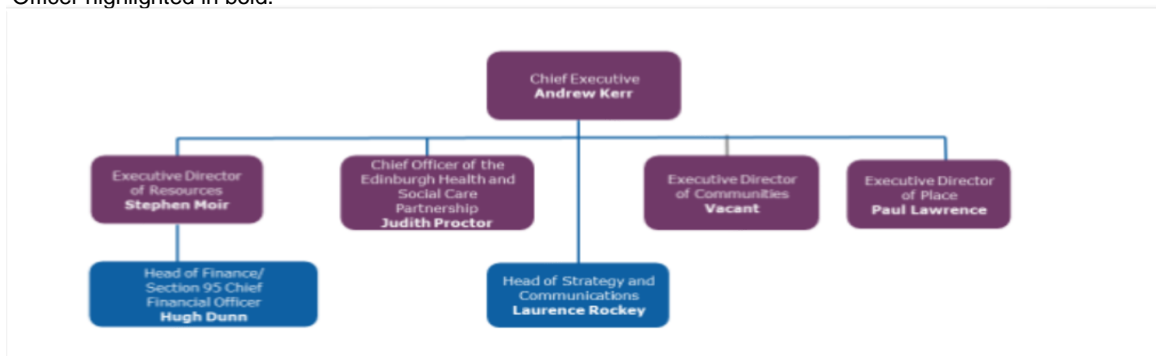 Officer highlighted in bold.
Chief Executive
Andrew Kerr
Executive Director
of Resources
Stephen Moir
Chief Officer of the
Edinburgh Health and
Social Care
Partnership
Judith Proctor
Executive Director
of Communities
Vacant
Executive Director
of Place
Paul Lawrence
Head of Finance/
Section 95 Chief
Financial Officer
Hugh Dunn
Head of Strategy and
Communications
Laurence Rockey